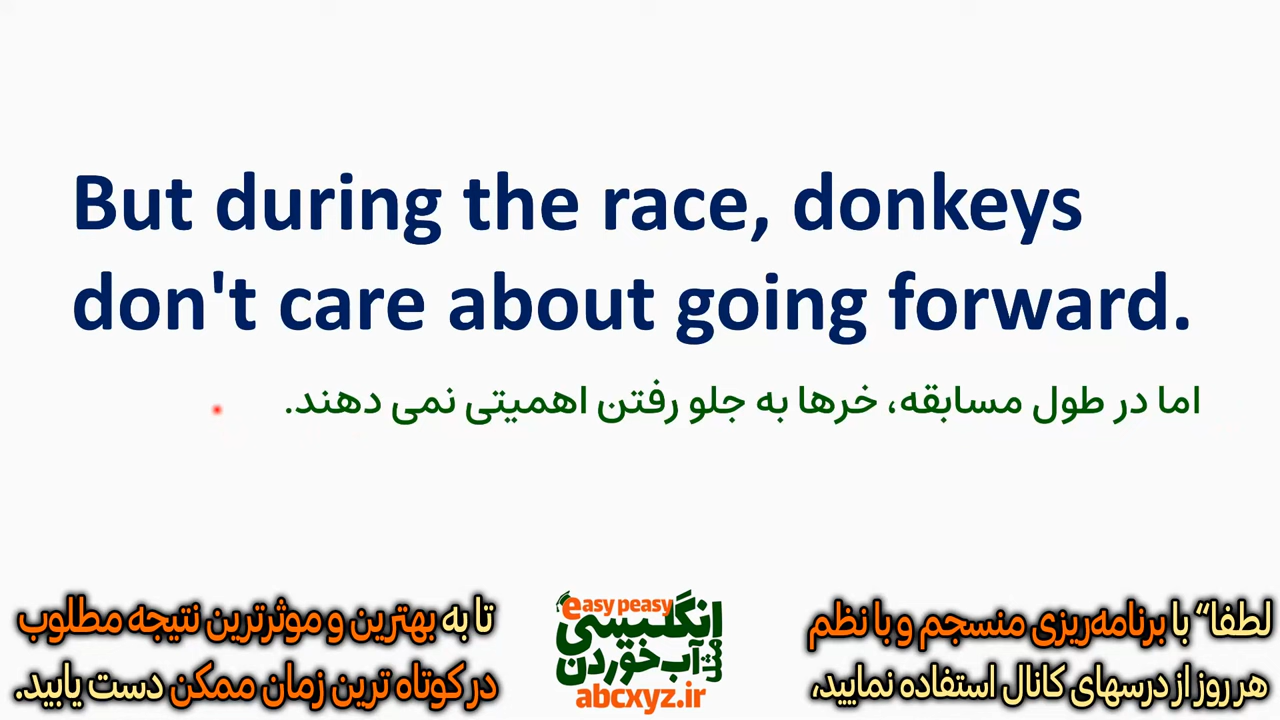 But during the race, donkeys
don't care about going forward.
اما در طول مسابقه، خرها به جلو رفتن اهمیتی نمی دهند.
لطفا“ با برنامه‌ریزی منسجم و با نظم
هر روز از درسهای کانال استفاده نمایید،
تا به بهترین و موثرترین نتیجه مطلوب
در کوتاه ترین زمان ممکن دست یابید.
easy peasy
انگلیسی
مثل آب خوردن
abcxyz.ir